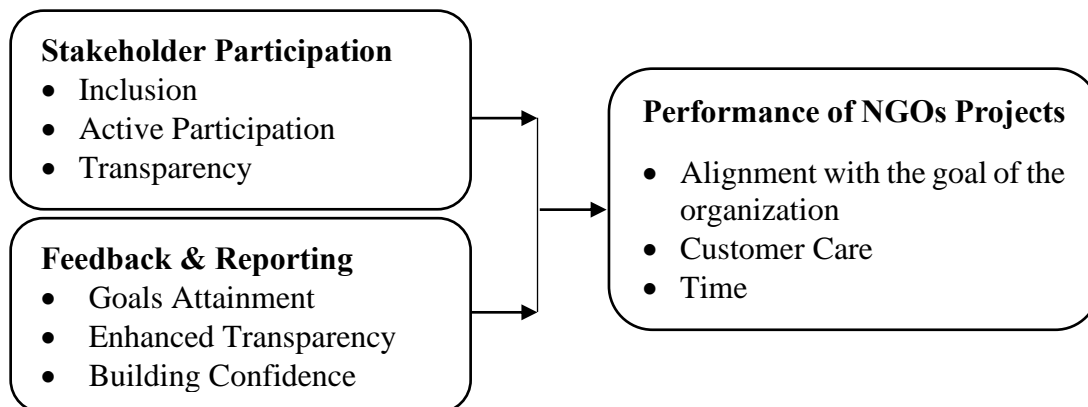 Stakeholder Participation
• Inclusion
• Active Participation
• Transparency
Feedback & Reporting
• Goals Attainment
• Enhanced Transparency
• Building Confidence
Performance of NGOs Projects
• Alignment with the goal of the
organization
• Customer Care
• Time